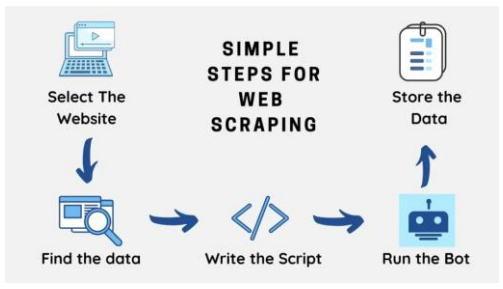 SIMPLE
STEPS FOR
WEB
SCRAPING
Select The
Website
Find the data
Write the Script
Run the Bot
Store the
Data